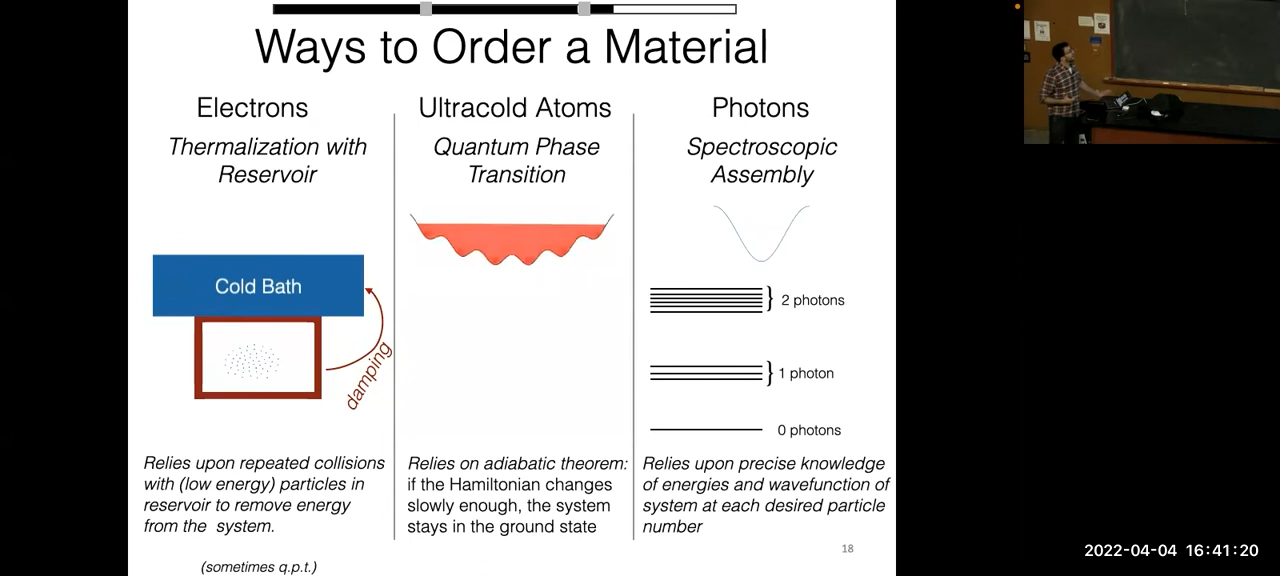 Ways to Order a Material
Electrons
Thermalization with
Reservoir
Cold Bath
damping
Relies upon repeated collisions
with (low energy) particles in
reservoir to remove energy
from the system.
(sometimes q.p.t.)
Ultracold Atoms
Quantum Phase
Transition
Relies on adiabatic theorem:
if the Hamiltonian changes
slowly enough, the system
stays in the ground state
Photons
Spectroscopic
Assembly
2 photons
1 photon
0 photons
Relies upon precise knowledge
of energies and wavefunction of
system at each desired particle
number
18
2022-04-04 16:41:20